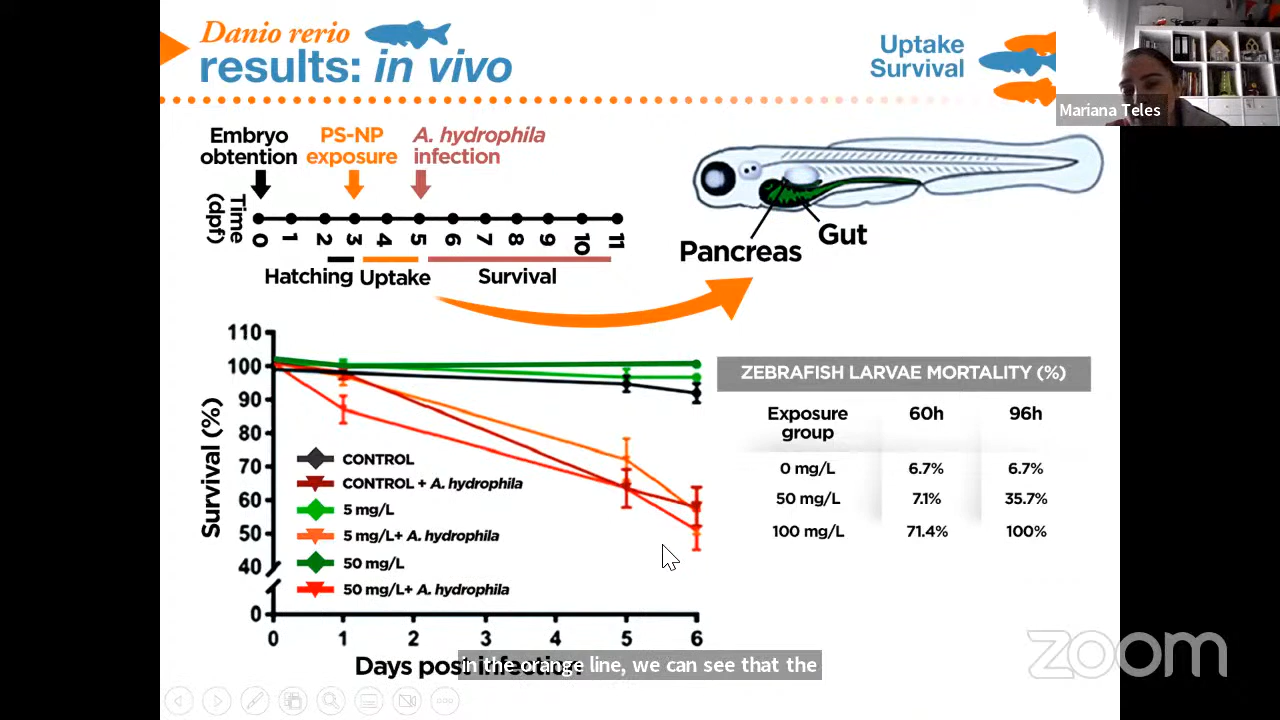 Danio rerio
results: in vivo
Uptake
Survival
Mariana Teles
Embryo
obtention
PS-NP
exposure
A. hydrophila
infection
Time
(dpf)
0 1 2 3 4 5 6 7 8 9 10 11
Hatching Uptake Survival
Pancreas
Gut
110
100
90
80
70
60
50
40
0
Survival (%)
CONTROL
CONTROL + A. hydrophila
5 mg/L
5 mg/L+ A. hydrophila
50 mg/L
50 mg/L+ A. hydrophila
0 1 2 3 4 5 6
Days post infection
ZEBRAFISH LARVAE MORTALITY (%)
Exposure
group 60h 96h
0 mg/L 6.7% 6.7%
50 mg/L 7.1% 35.7%
100 mg/L 71.4% 100%
in the orange line, we can see that the
zoom